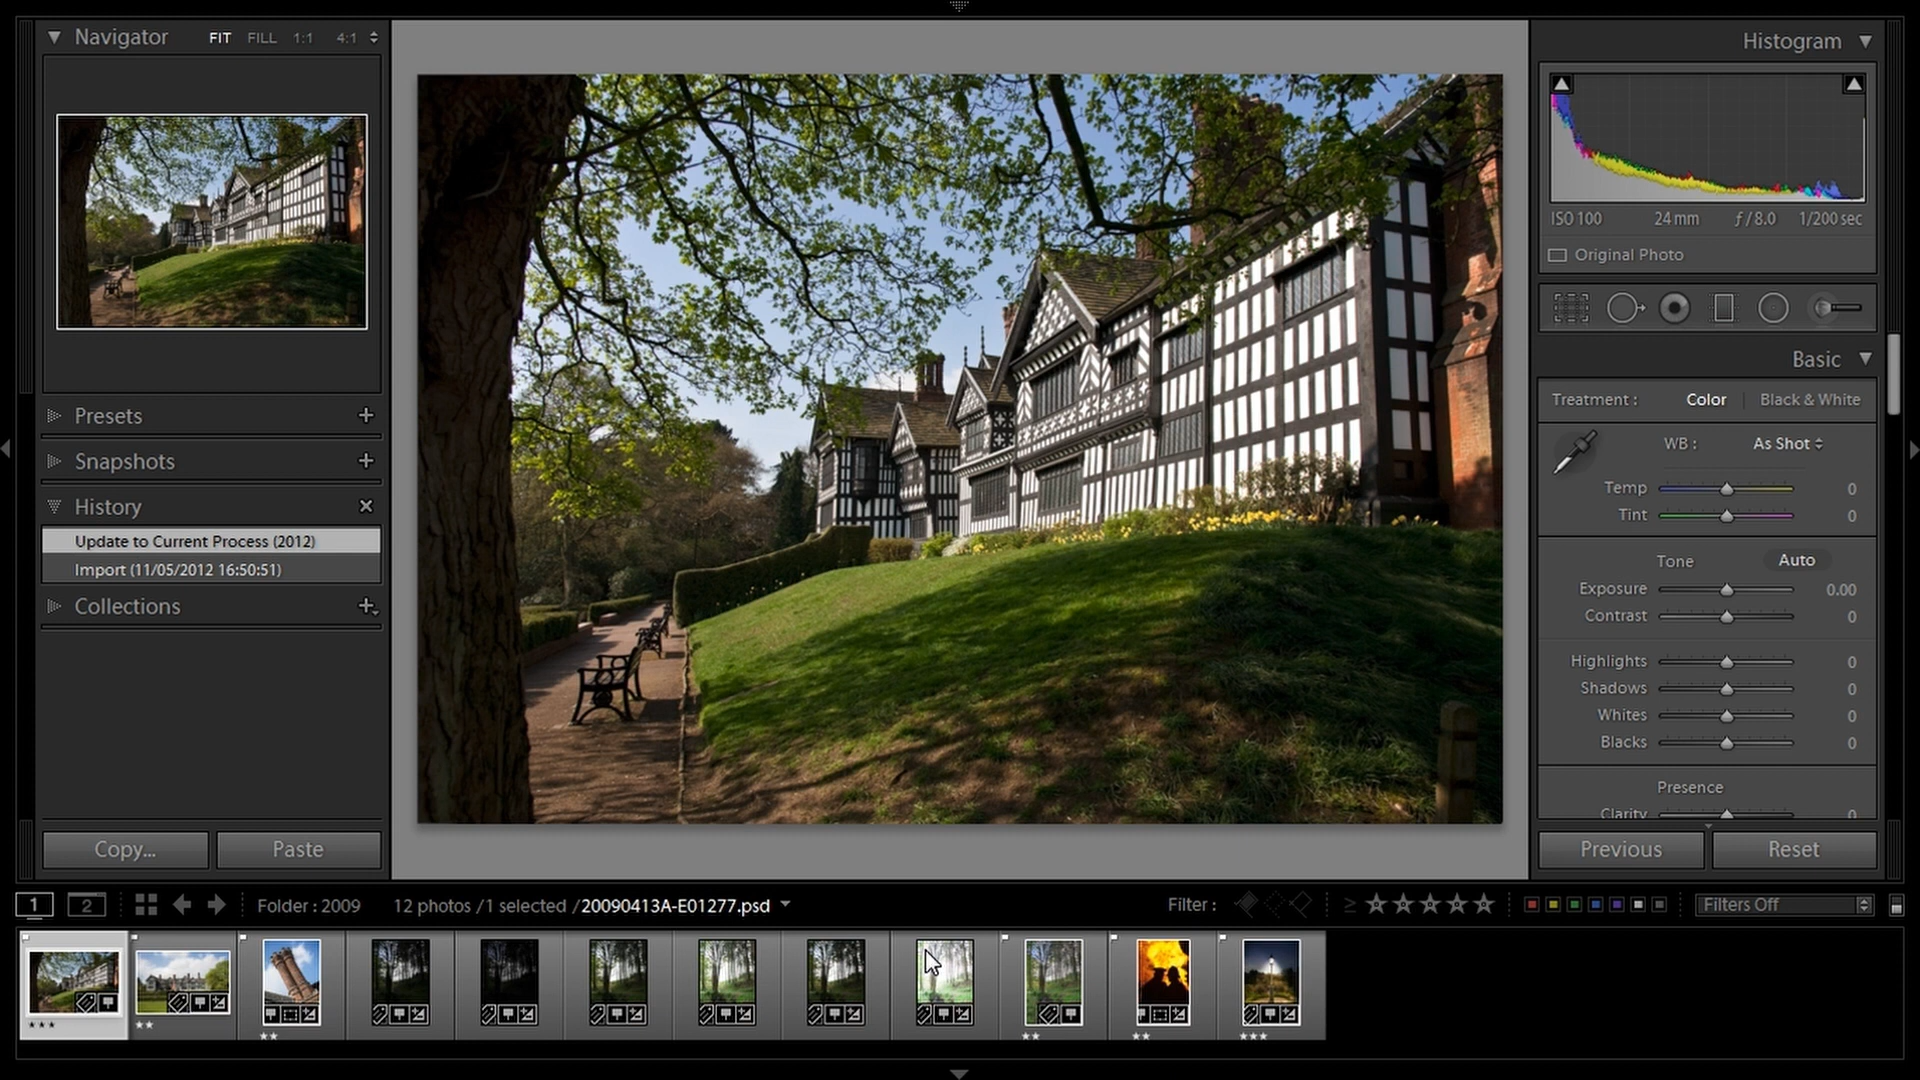 Navigator FIT FILL 1:1 4:1
Presets
Snapshots
History
Update to Current Process (2012)
Import (11/05/2012 16:50:51)
Collections
Copy... Paste
Histogram
ISO 100 24 mm ƒ / 8.0 1/200 sec
Original Photo
Basic
Treatment : Color Black & White
WB : As Shot
Temp 0
Tint 0
Tone Auto
Exposure 0.00
Contrast 0
Highlights 0
Shadows 0
Whites 0
Blacks 0
Presence
Clarity 0
Previous Reset
1 2 Folder : 2009 12 photos /1 selected /20090413A-E01277.psd Filter : ≥ Filters Off